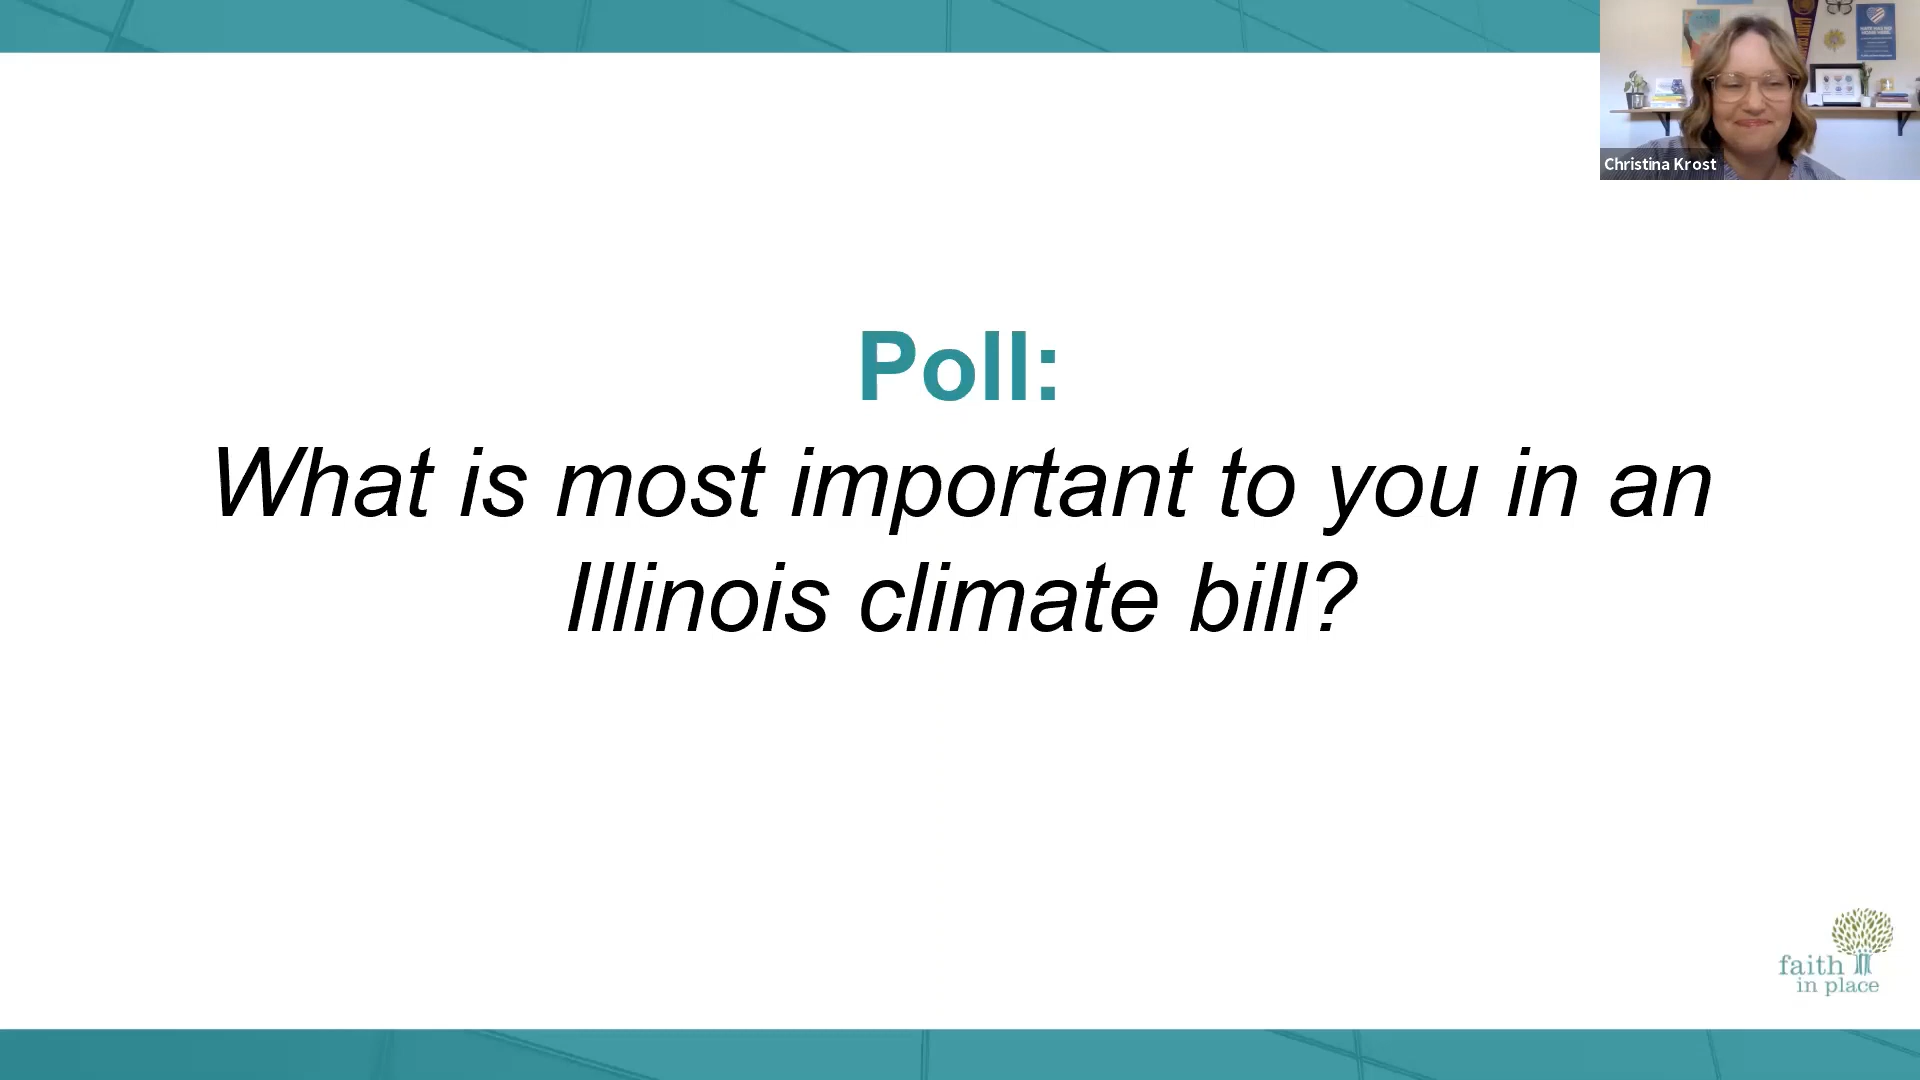 Christina Krost
Poll:
What is most important to you in an
Illinois climate bill?
faith
in place